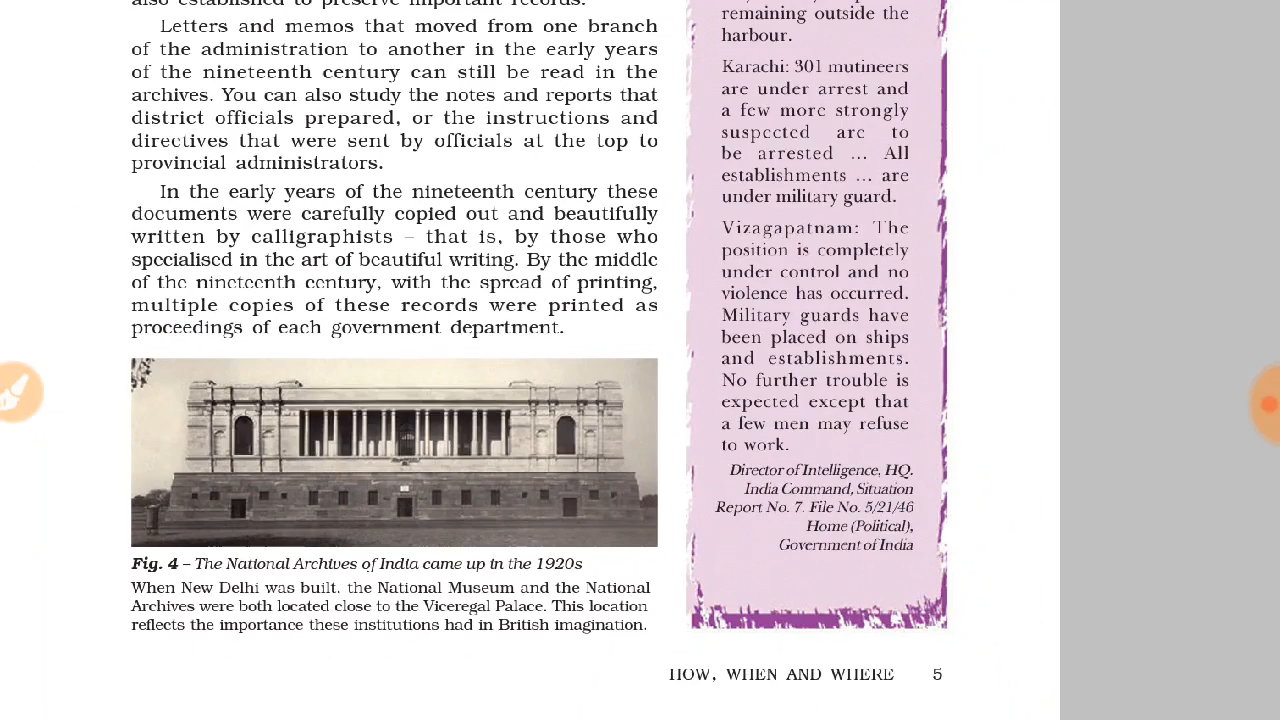 also established to preserve important records.
Letters and memos that moved from one branch
of the administration to another in the early years
of the nineteenth century can still be read in the
archives. You can also study the notes and reports that
district officials prepared, or the instructions and
directives that were sent by officials at the top to
provincial administrators.
In the early years of the nineteenth century these
documents were carefully copied out and beautifully
written by calligraphists – that is, by those who
specialised in the art of beautiful writing. By the middle
of the nineteenth century, with the spread of printing,
multiple copies of these records were printed as
proceedings of each government department.
Fig. 4 – The National Archives of India came up in the 1920s
When New Delhi was built, the National Museum and the National
Archives were both located close to the Viceregal Palace. This location
reflects the importance these institutions had in British imagination.
remaining outside the
harbour.
Karachi: 301 mutineers
are under arrest and
a few more strongly
suspected are to
be arrested ... All
establishments ... are
under military guard.
Vizagapatnam: The
position is completely
under control and no
violence has occurred.
Military guards have
been placed on ships
and establishments.
No further trouble is
expected except that
a few men may refuse
to work.
Director of Intelligence, HQ.
India Command, Situation
Report No. 7. File No. 5/21/46
Home (Political),
Government of India
HOW, WHEN AND WHERE 5